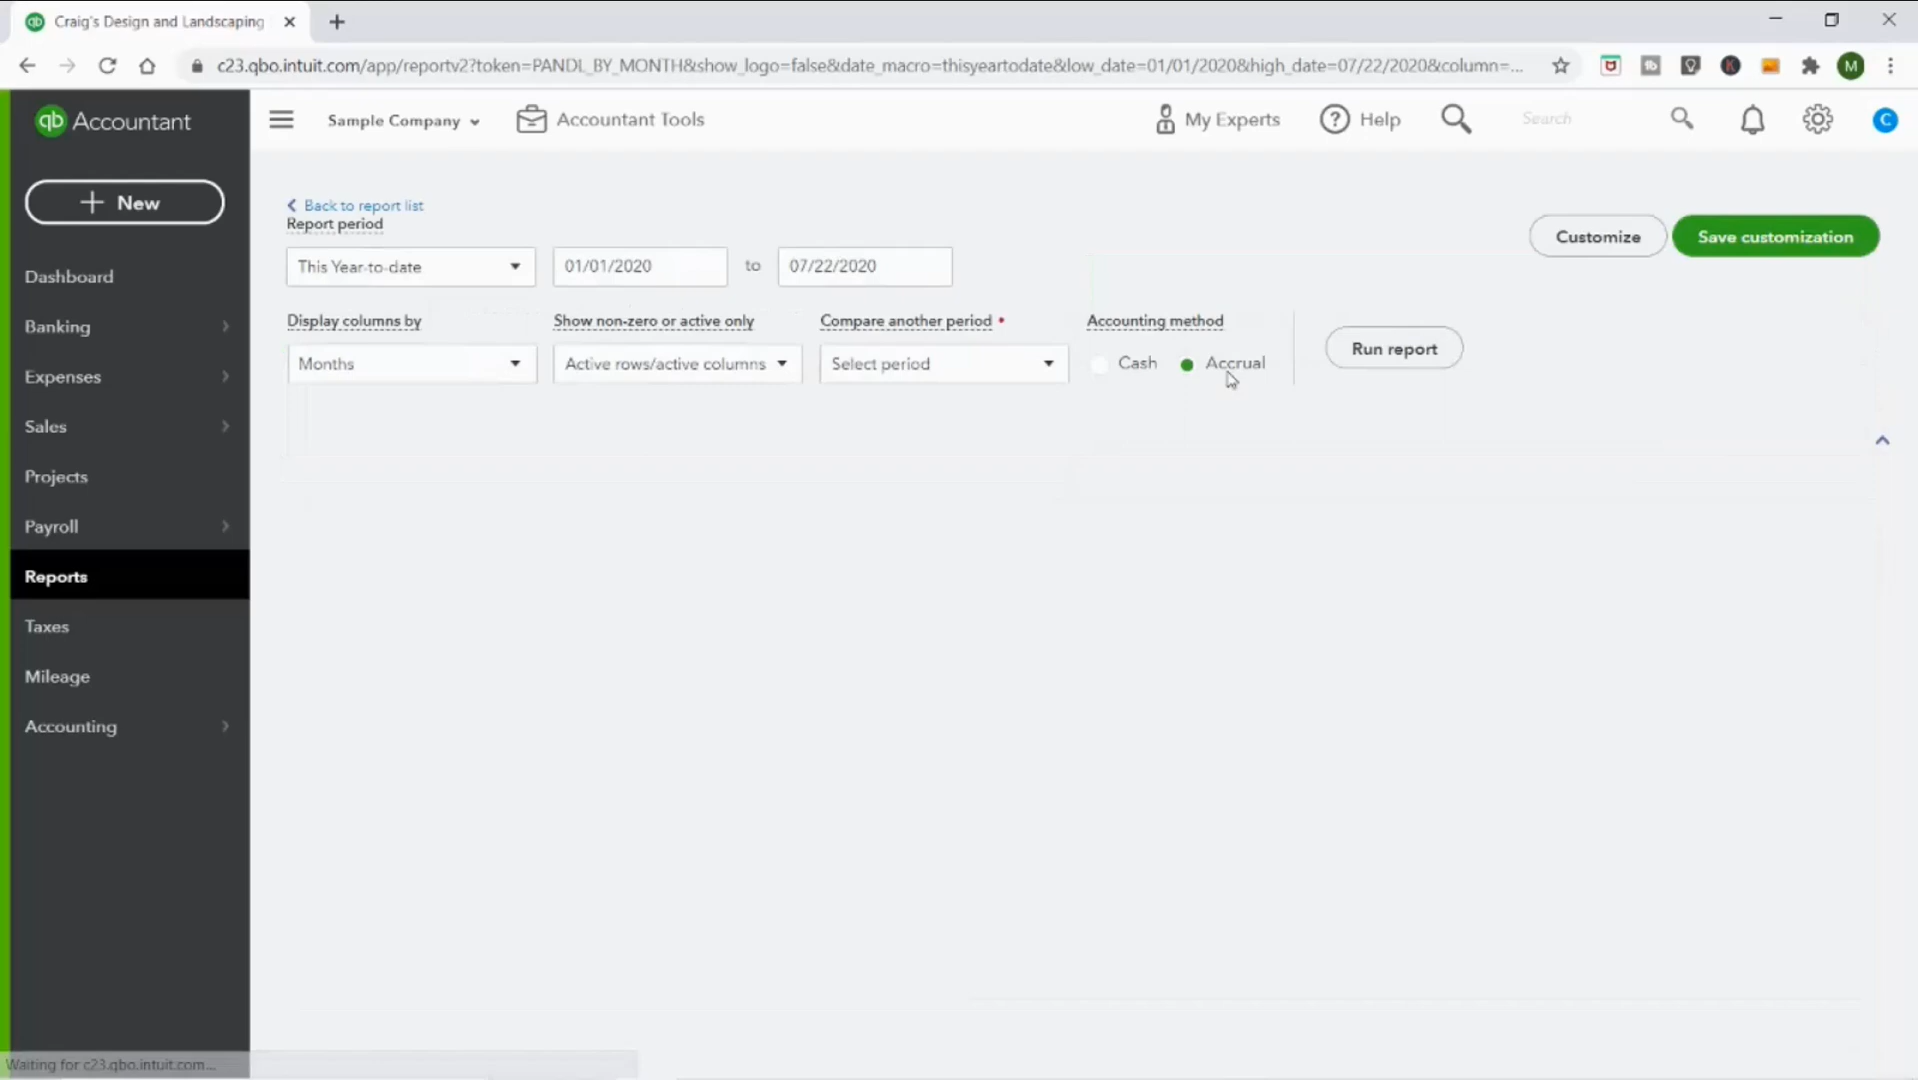 qb Craig's Design and Landscaping
c23.qbo.intuit.com/app/reportv2?token=PANDL_BY_MONTH&show_logo=false&date_macro=thisyeartodate&low_date=01/01/2020&high_date=07/22/2020&column=... M
qb Accountant Sample Company Accountant Tools My Experts ? Help Search C
+ New
Back to report list
Report period
Customize Save customization
This Year-to-date 01/01/2020 to 07/22/2020
Dashboard
Banking
Display columns by Show non-zero or active only Compare another period • Accounting method
Months Active rows/active columns Select period Cash Accrual Run report
Expenses
Sales
Projects
Payroll
Reports
Taxes
Mileage
Accounting
Waiting for c23.qbo.intuit.com...